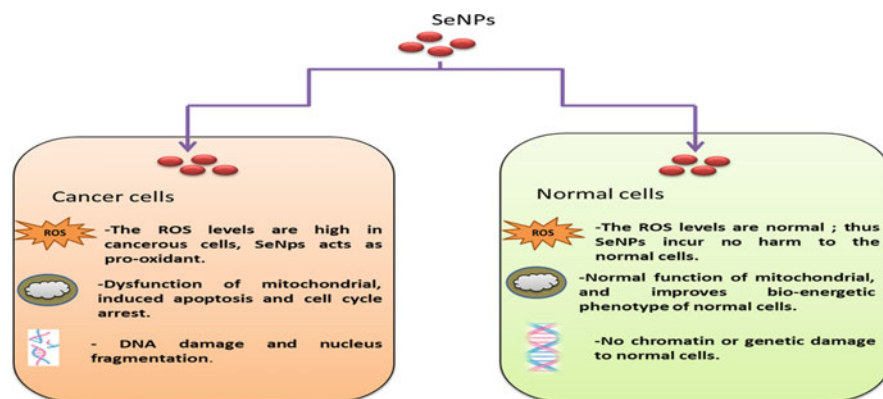 SeNPs
Cancer cells
ROS
-The ROS levels are high in
cancerous cells, SeNps acts as
pro-oxidant.
-Dysfunction of mitochondrial,
induced apoptosis and cell cycle
arrest.
- DNA damage and nucleus
fragmentation.
Normal cells
ROS
-The ROS levels are normal ; thus
SeNPs incur no harm to the
normal cells.
-Normal function of mitochondrial,
and improves bio-energetic
phenotype of normal cells.
-No chromatin or genetic damage
to normal cells.